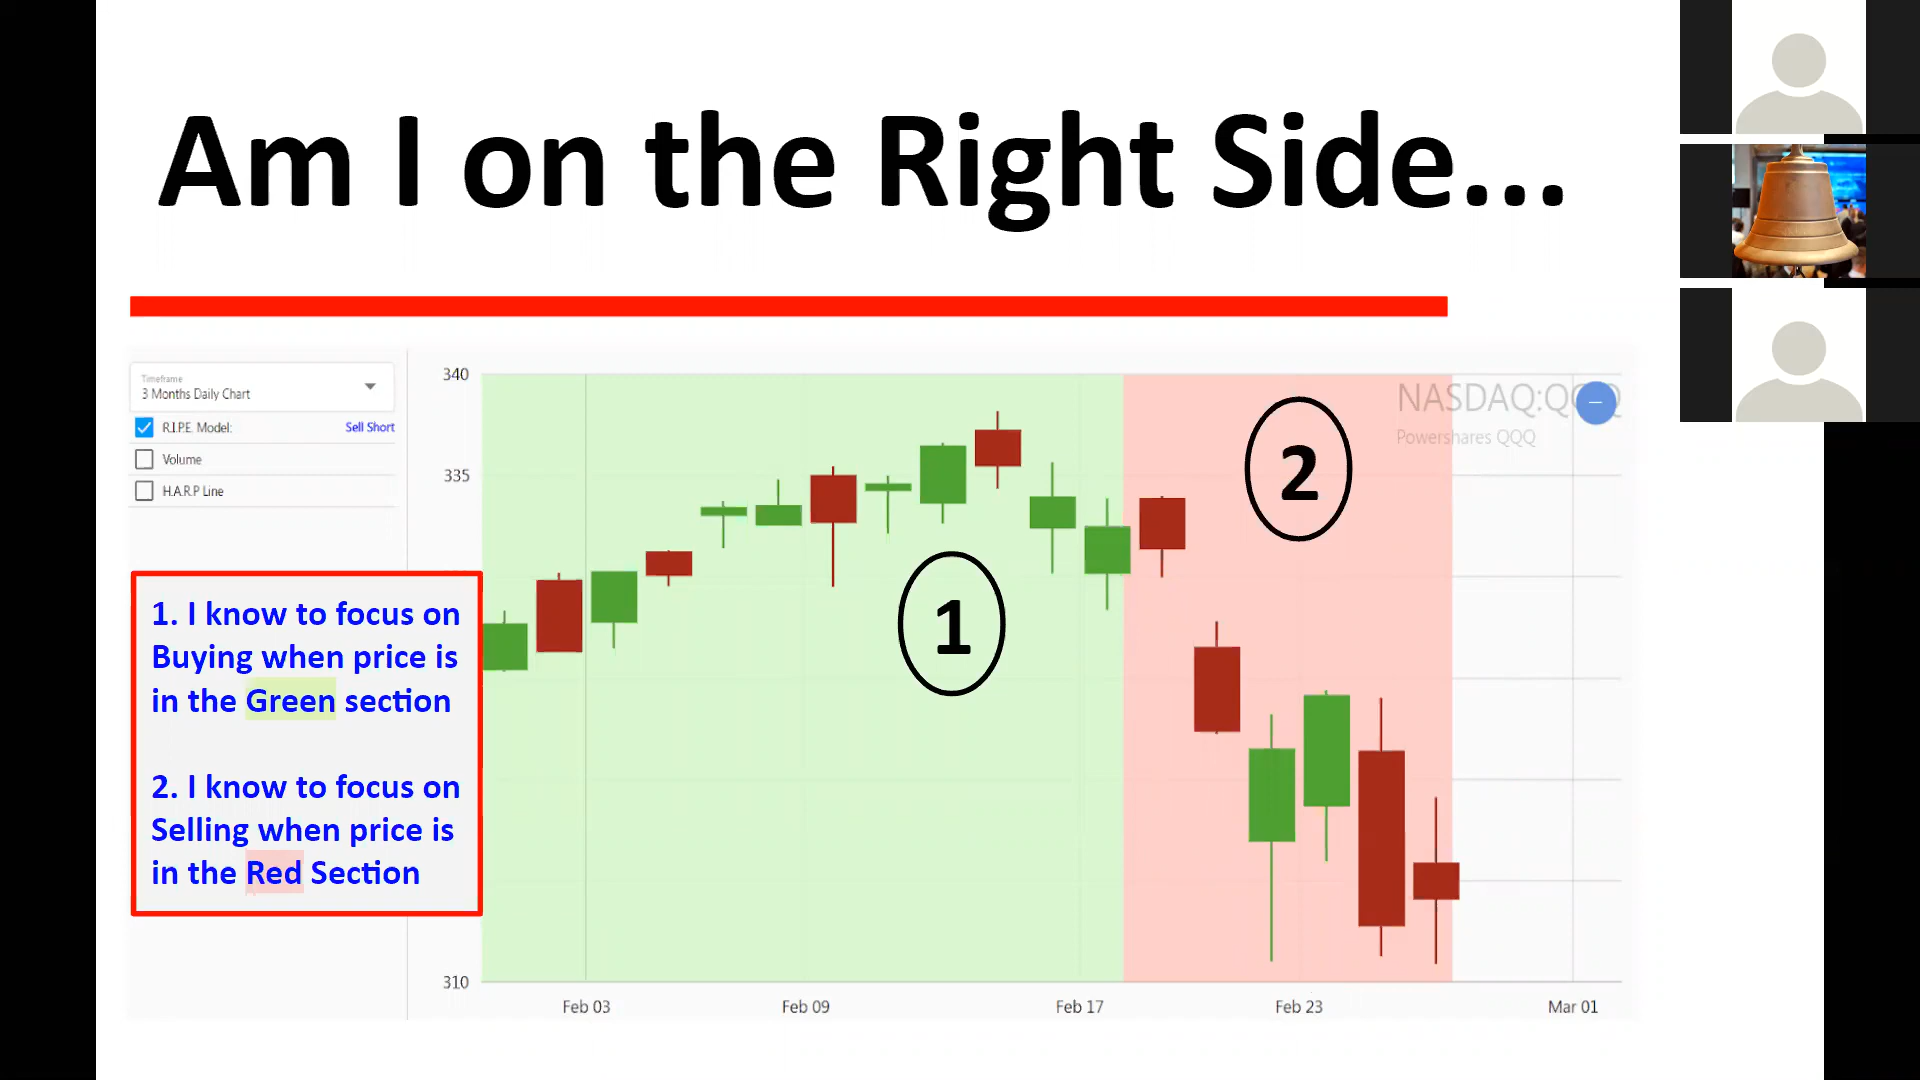 Am I on the Right Side...
Timeframe
3 Months Daily Chart
R.I.P.E. Model: Sell Short
Volume
H.A.R.P Line
1. I know to focus on
Buying when price is
in the Green section
2. I know to focus on
Selling when price is
in the Red Section
340
335
310
1
2
NASDAQ:QQQ
Powershares QQQ
Feb 03
Feb 09
Feb 17
Feb 23
Mar 01